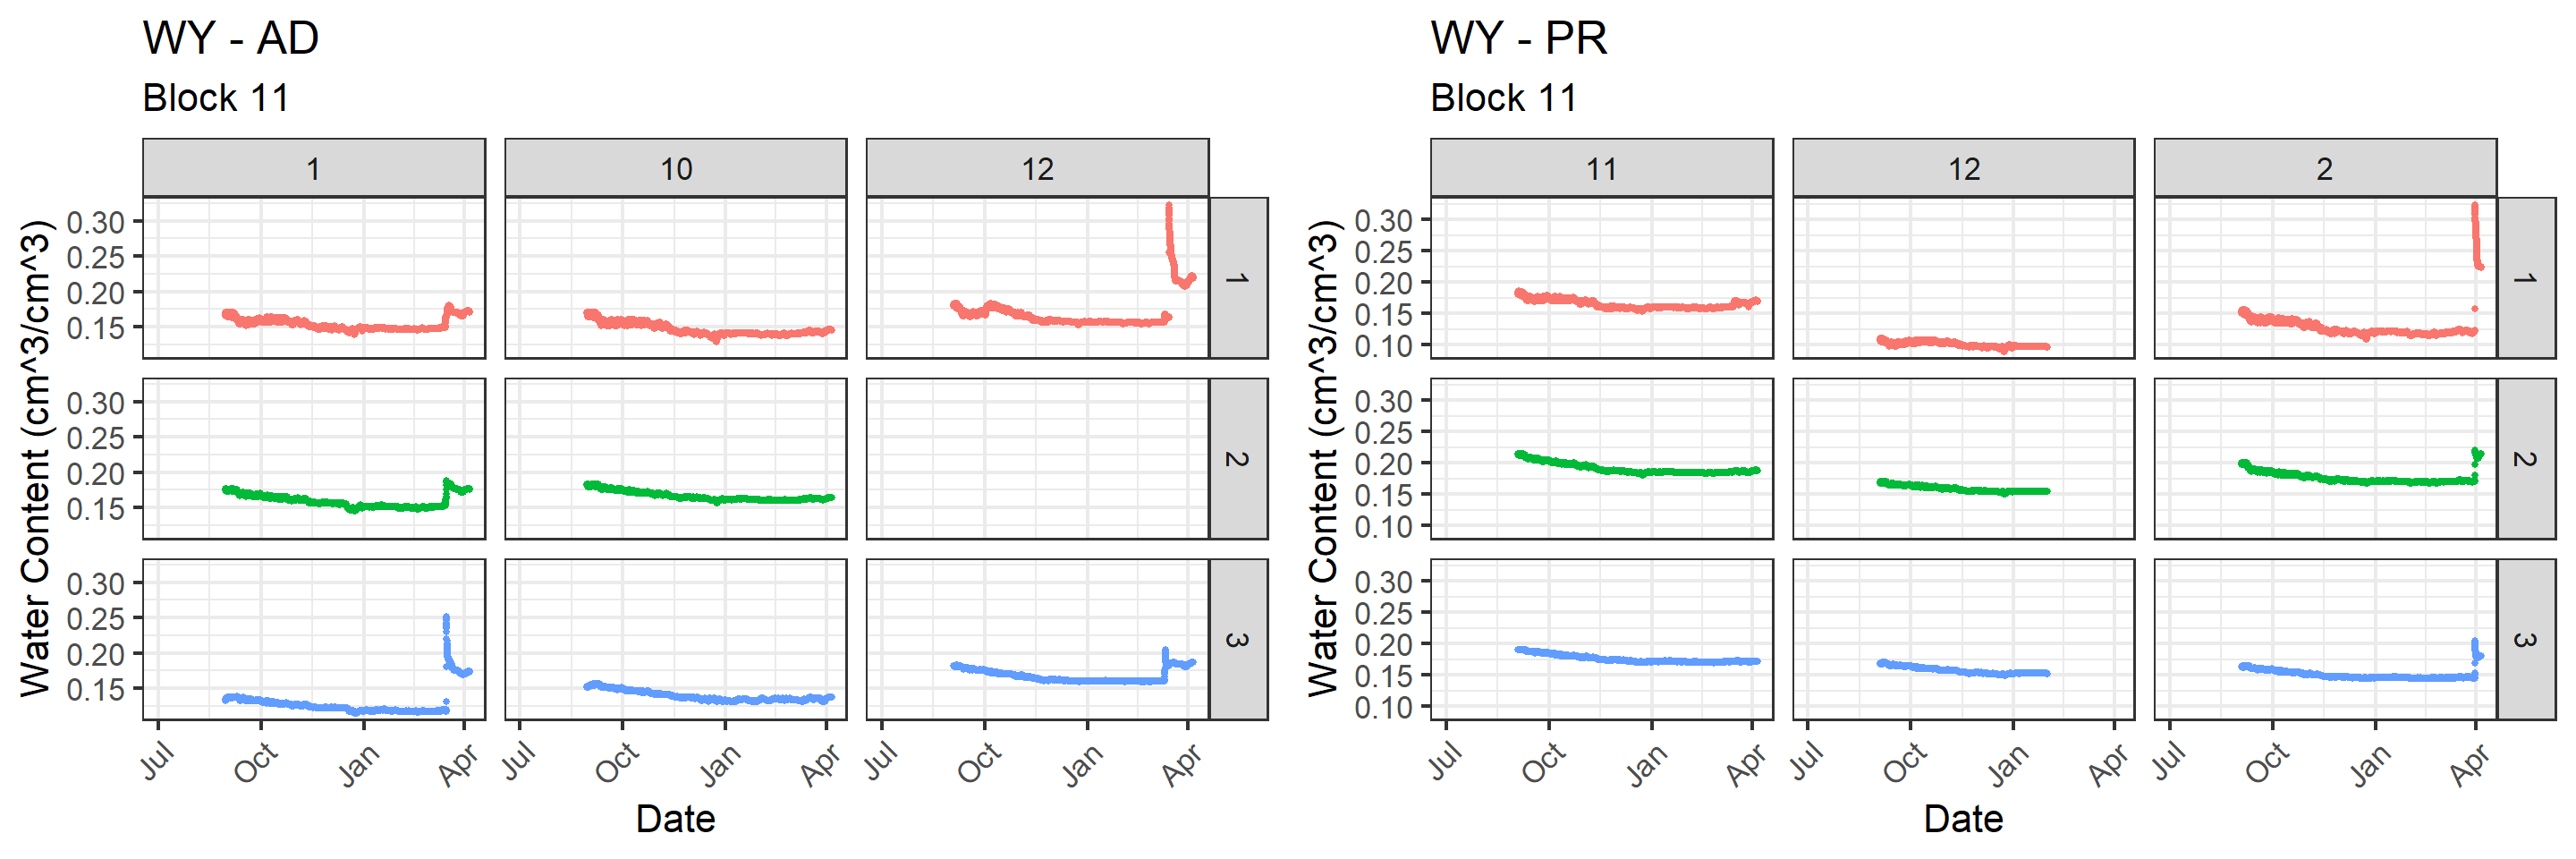 WY - AD
Block 11
1
10
12
Water Content (cm^3/cm^3)
0.30
0.25
0.20
0.15
1
0.30
0.25
0.20
0.15
2
0.30
0.25
0.20
0.15
3
Jul
Oct
Jan
Apr
Jul
Oct
Jan
Apr
Jul
Oct
Jan
Apr
Date
WY - PR
Block 11
11
12
2
Water Content (cm^3/cm^3)
0.30
0.25
0.20
0.15
0.10
1
0.30
0.25
0.20
0.15
0.10
2
0.30
0.25
0.20
0.15
0.10
3
Jul
Oct
Jan
Apr
Jul
Oct
Jan
Apr
Jul
Oct
Jan
Apr
Date